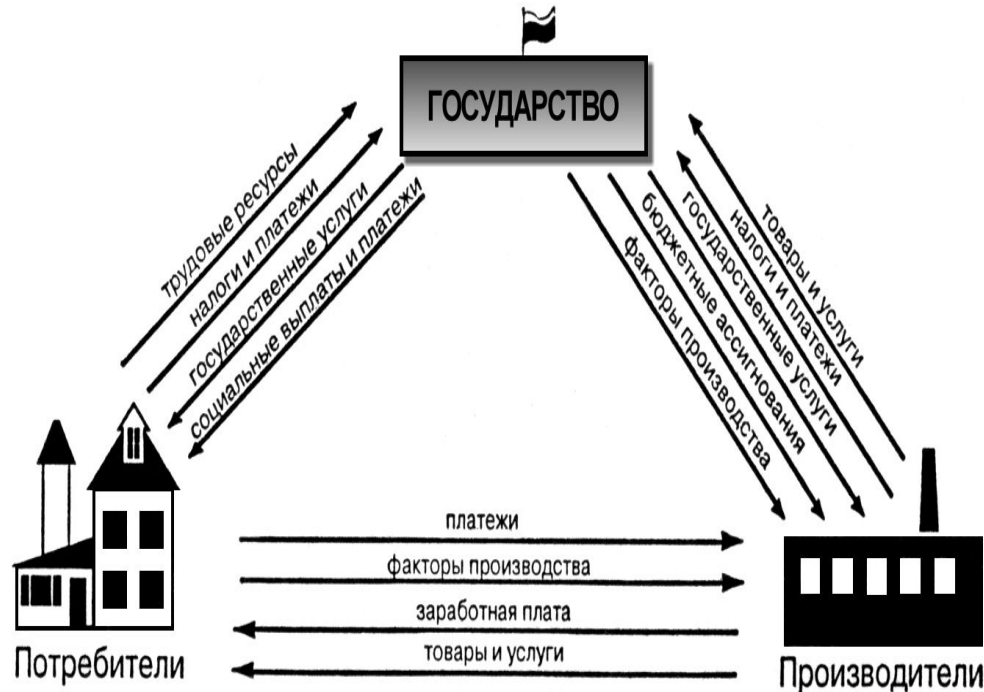 ГОСУДАРСТВО
трудовые ресурсы
налоги и платежи
государственные услуги
социальные выплаты и платежи
товары и услуги
налоги и платежи
государственные услуги
бюджетные ассигнования
факторы производства
платежи
факторы производства
заработная плата
товары и услуги
Потребители
Производители